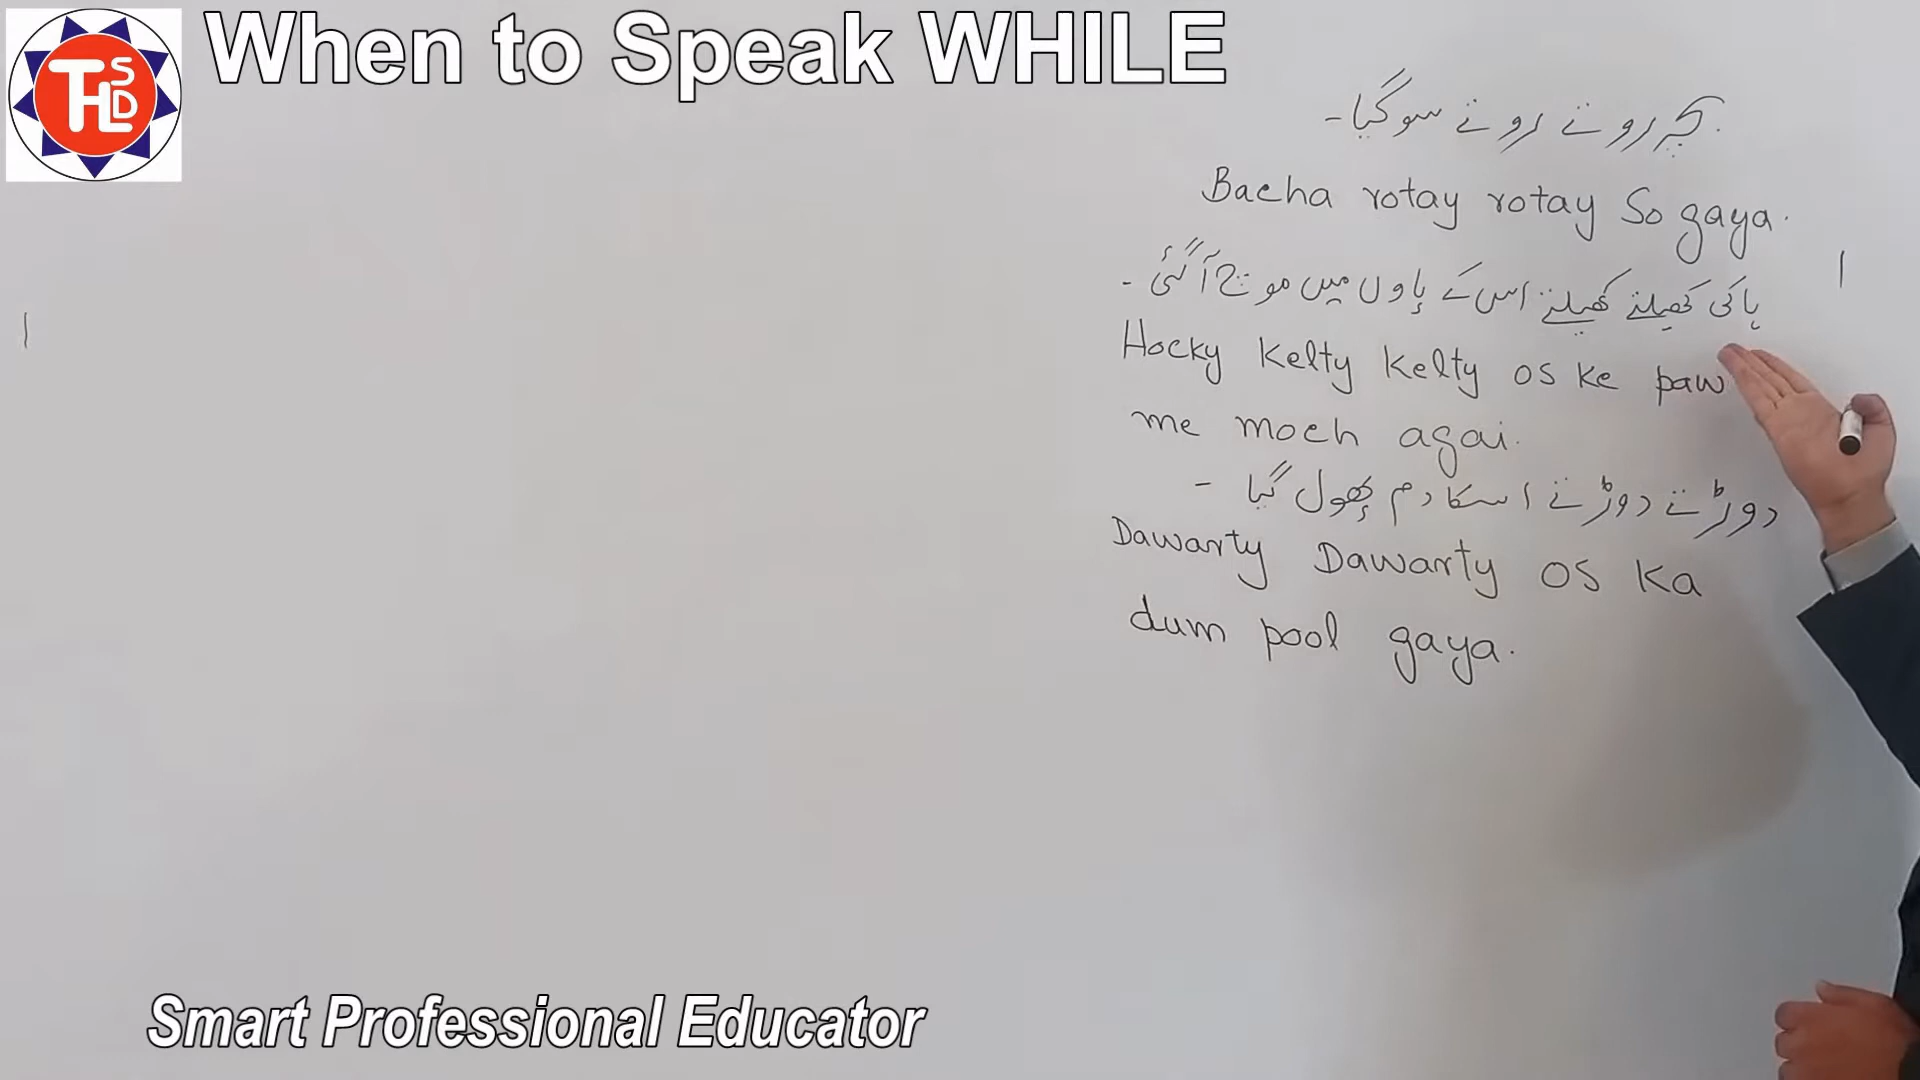 THLSD
When to Speak WHILE
بچہ روتے روتے سو گیا۔
Bacha rotay rotay So gaya.
ہاکی کھیلتے کھیلتے اس کے پاوں میں موچ آ گئی۔
Hocky Kelty Kelty os ke paw
me moch agai.
دوڑتے دوڑتے اسکا دم پھول گیا۔
Dawarty Dawarty os ka
dum pool gaya.
Smart Professional Educator